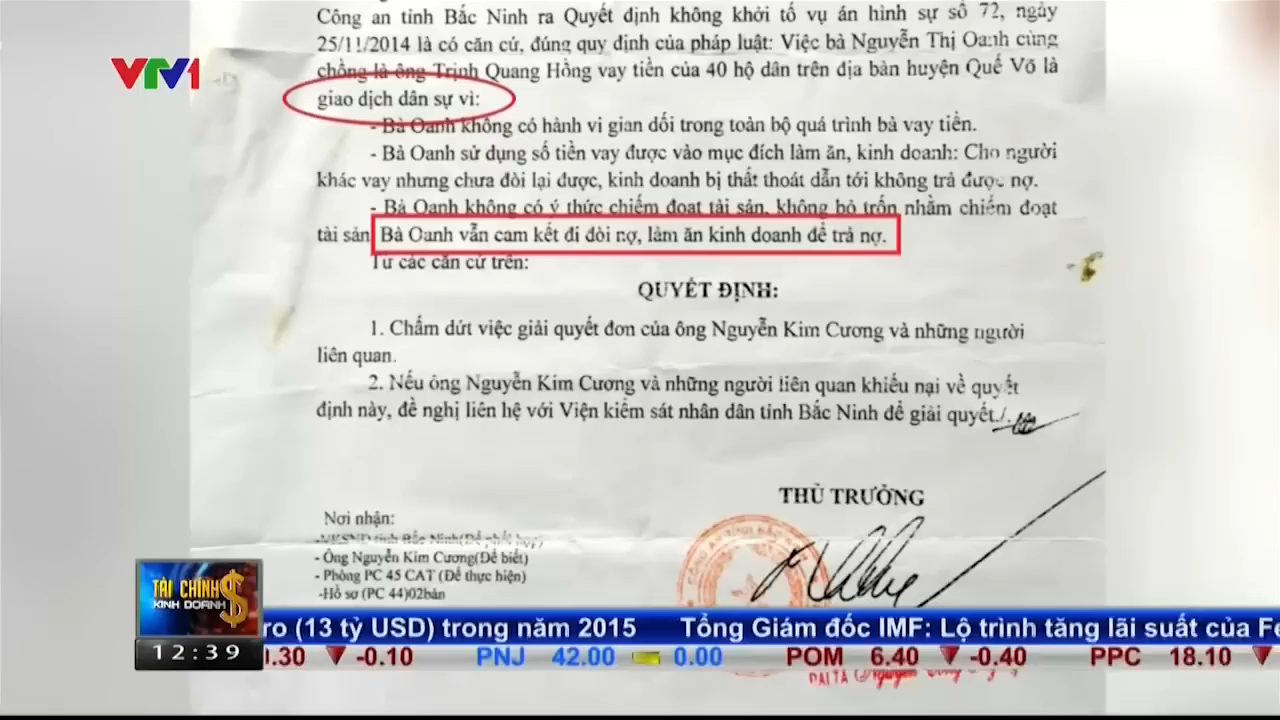 Công an tỉnh Bắc Ninh ra Quyết định không khởi tố vụ án hình sự số 72, ngày
25/11/2014 là có căn cứ, đúng quy định của pháp luật: Việc bà Nguyễn Thị Oanh cùng
chồng là ông Trịnh Quang Hồng vay tiền của 40 hộ dân trên địa bàn huyện Quế Võ là
giao dịch dân sự vì:
- Bà Oanh không có hành vi gian dối trong toàn bộ quá trình bà vay tiền.
- Bà Oanh sử dụng số tiền vay được vào mục đích làm ăn, kinh doanh: Cho người
khác vay nhưng chưa đòi lại được, kinh doanh bị thất thoát dẫn tới không trả được nợ.
- Bà Oanh không có ý thức chiếm đoạt tài sản, không bỏ trốn nhằm chiếm đoạt
tài sản Bà Oanh vẫn cam kết đi đòi nợ, làm ăn kinh doanh để trả nợ.
Từ các căn cứ trên:
QUYẾT ĐỊNH:
1. Chấm dứt việc giải quyết đơn của ông Nguyễn Kim Cương và những người
liên quan.
2. Nếu ông Nguyễn Kim Cương và những người liên quan khiếu nại về quyết
định này, đề nghị liên hệ với Viện kiểm sát nhân dân tỉnh Bắc Ninh để giải quyết./.
THỦ TRƯỞNG
Nơi nhận:
-VKSND tỉnh Bắc Ninh(Để phối hợp)
- Ông Nguyễn Kim Cương(Để biết)
- Phòng PC 45 CAT (Để thực hiện)
-Hồ sơ (PC 44)02bản
ĐẠI TÁ
VTV1
TÀI CHÍNH
KINH DOANH
12:39
ro (13 tỷ USD) trong năm 2015 Tổng Giám đốc IMF: Lộ trình tăng lãi suất của Fe
0.30 -0.10 PNJ 42.00 0.00 POM 6.40 -0.40 PPC 18.10